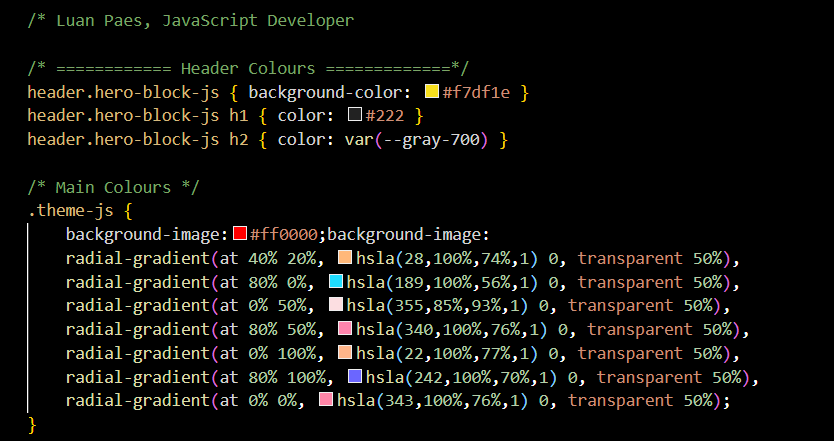 /* Luan Paes, JavaScript Developer
/* ============ Header Colours =============*/
header.hero-block-js { background-color: #f7df1e }
header.hero-block-js h1 { color: #222 }
header.hero-block-js h2 { color: var(--gray-700) }
/* Main Colours */
.theme-js {
background-image: #ff0000;background-image:
radial-gradient(at 40% 20%, hsla(28,100%,74%,1) 0, transparent 50%),
radial-gradient(at 80% 0%, hsla(189,100%,56%,1) 0, transparent 50%),
radial-gradient(at 0% 50%, hsla(355,85%,93%,1) 0, transparent 50%),
radial-gradient(at 80% 50%, hsla(340,100%,76%,1) 0, transparent 50%),
radial-gradient(at 0% 100%, hsla(22,100%,77%,1) 0, transparent 50%),
radial-gradient(at 80% 100%, hsla(242,100%,70%,1) 0, transparent 50%),
radial-gradient(at 0% 0%, hsla(343,100%,76%,1) 0, transparent 50%);
}